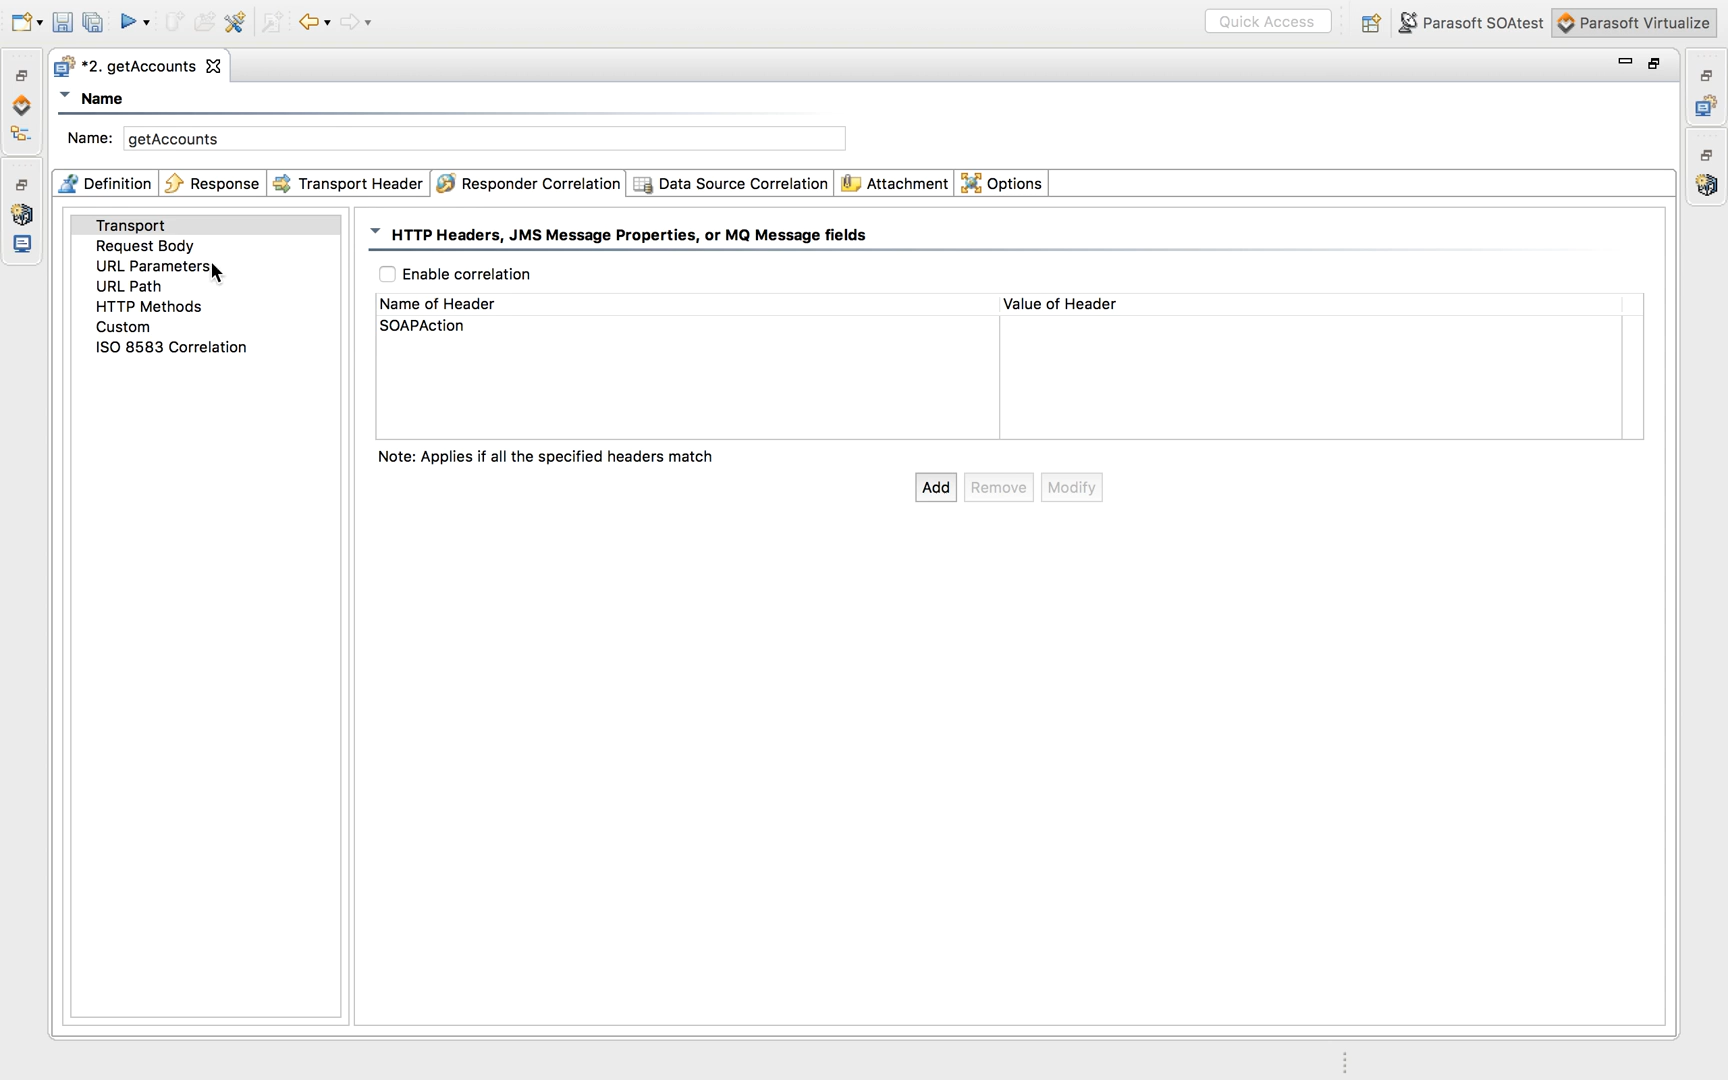 Quick Access
Parasoft SOAtest
Parasoft Virtualize
*2. getAccounts
Name
Name: getAccounts
Definition
Response
Transport Header
Responder Correlation
Data Source Correlation
Attachment
Options
Transport
Request Body
URL Parameters
URL Path
HTTP Methods
Custom
ISO 8583 Correlation
HTTP Headers, JMS Message Properties, or MQ Message fields
Enable correlation
Name of Header Value of Header
SOAPAction
Note: Applies if all the specified headers match
Add Remove Modify